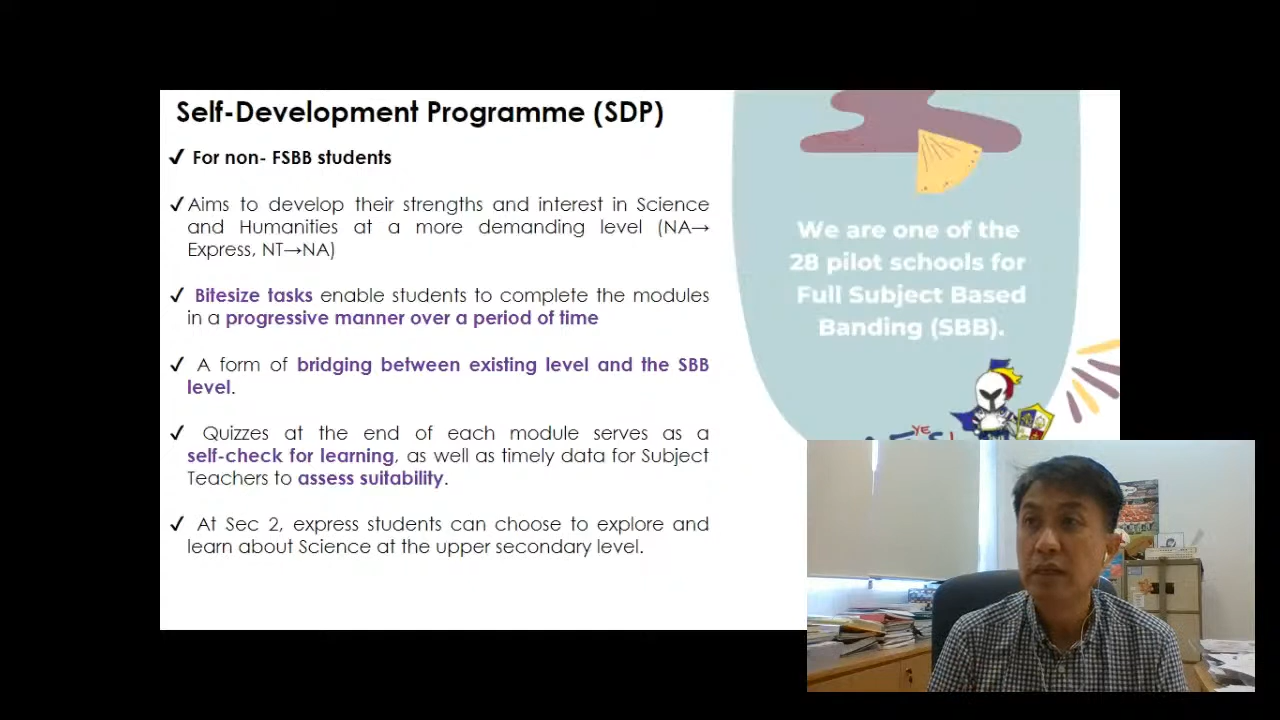 Self-Development Programme (SDP)
✓ For non- FSBB students
✓ Aims to develop their strengths and interest in Science
and Humanities at a more demanding level (NA→
Express, NT→NA)
✓ Bitesize tasks enable students to complete the modules
in a progressive manner over a period of time
✓ A form of bridging between existing level and the SBB
level.
✓ Quizzes at the end of each module serves as a
self-check for learning, as well as timely data for Subject
Teachers to assess suitability.
✓ At Sec 2, express students can choose to explore and
learn about Science at the upper secondary level.
We are one of the
28 pilot schools for
Full Subject Based
Banding (SBB).
YE